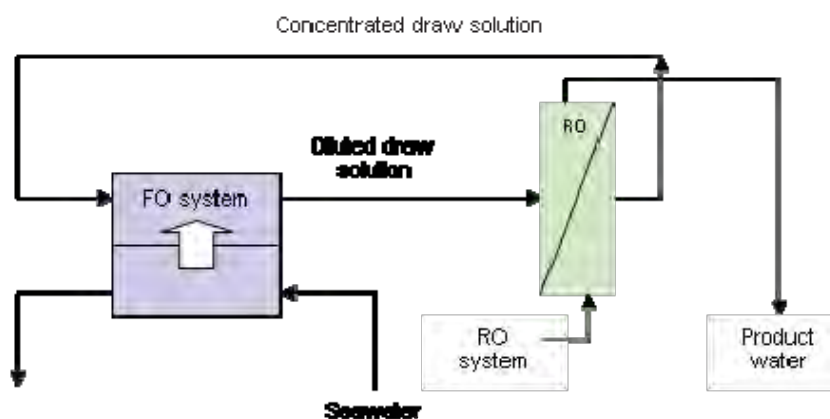 Concentrated draw solution
RO
Diluted draw
solution
FO system
RO
system
Product
water
Seawater